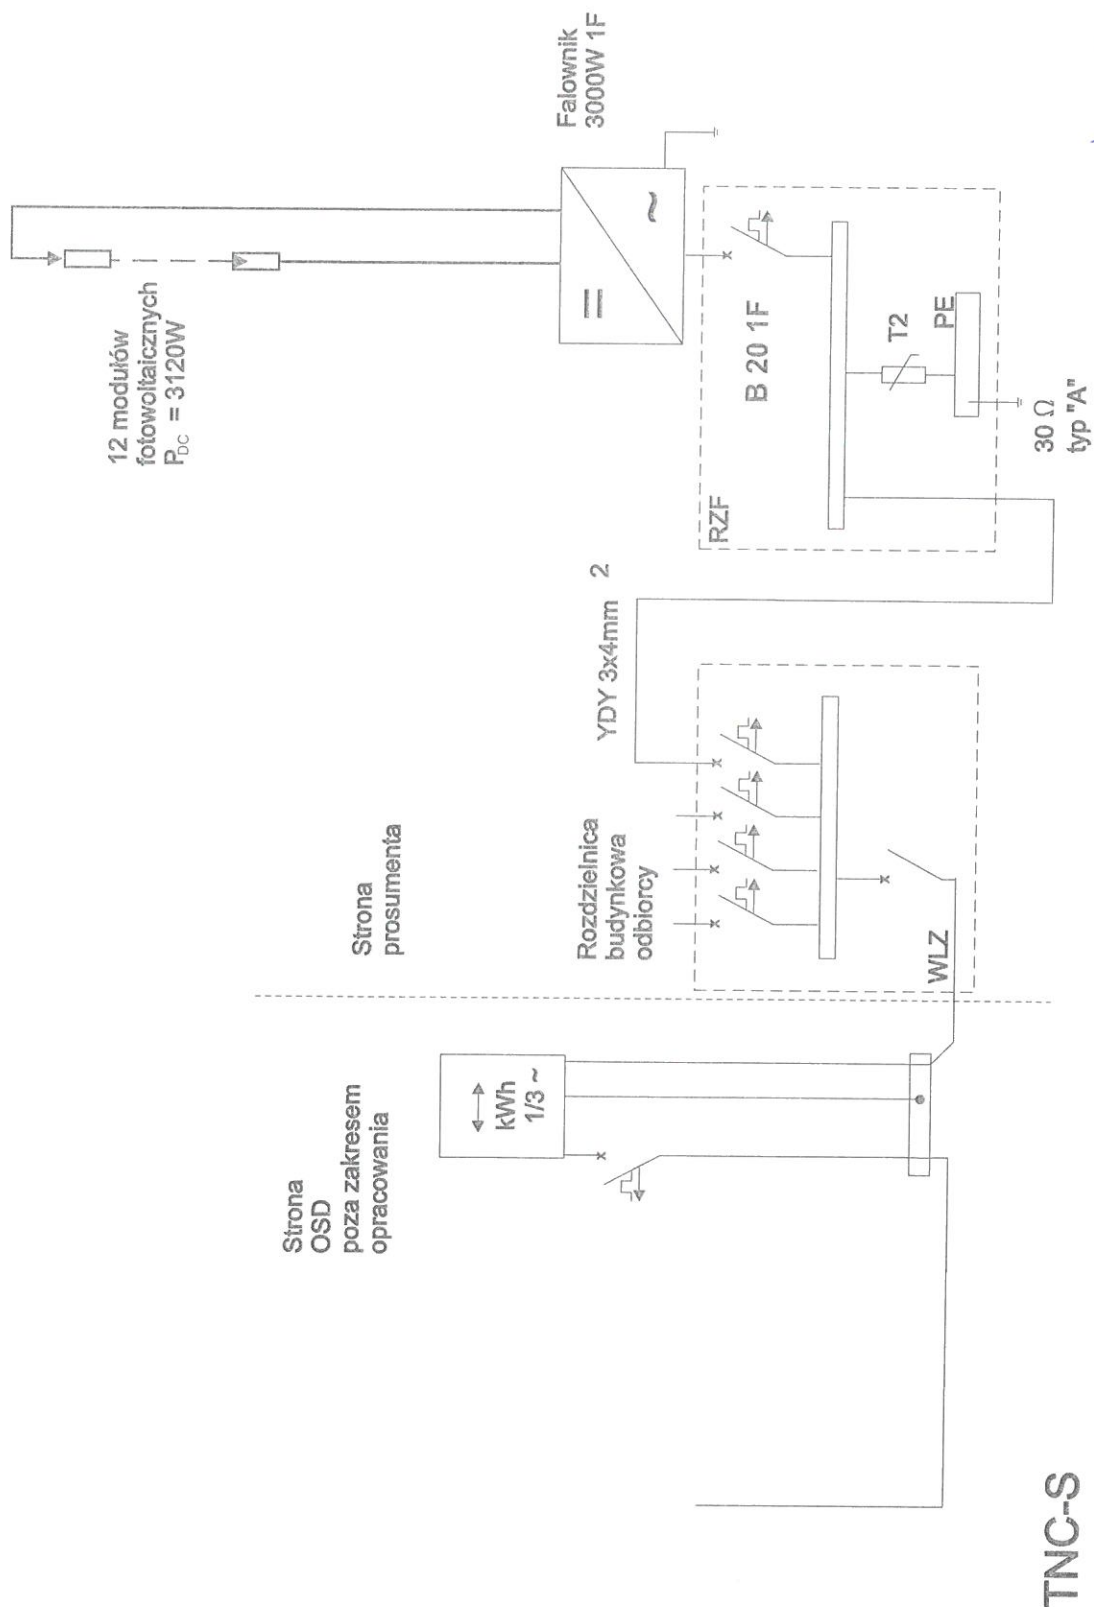 Strona
OSD
poza zakresem
opracowania
kWh
1/3 ~
Strona
prosumenta
Rozdzielnica
budynkowa
odbiorcy
WLZ
YDY 3x4mm 2
12 modułów
fotowoltaicznych
P_DC = 3120W
Falownik
3000W 1F
= ~
RZF
B 20 1F
T2
PE
30 Ω
typ "A"
TNC-S